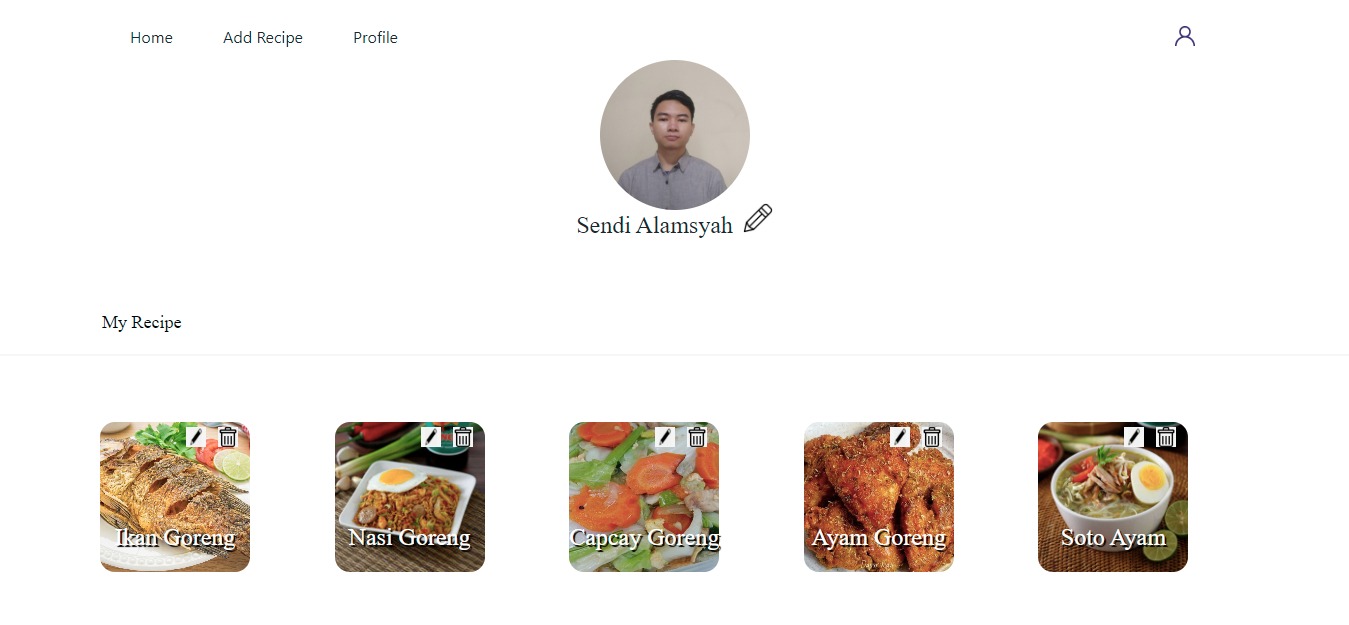 Home Add Recipe Profile
Sendi Alamsyah
My Recipe
Ikan Goreng Nasi Goreng Capcay Goreng Ayam Goreng Soto Ayam